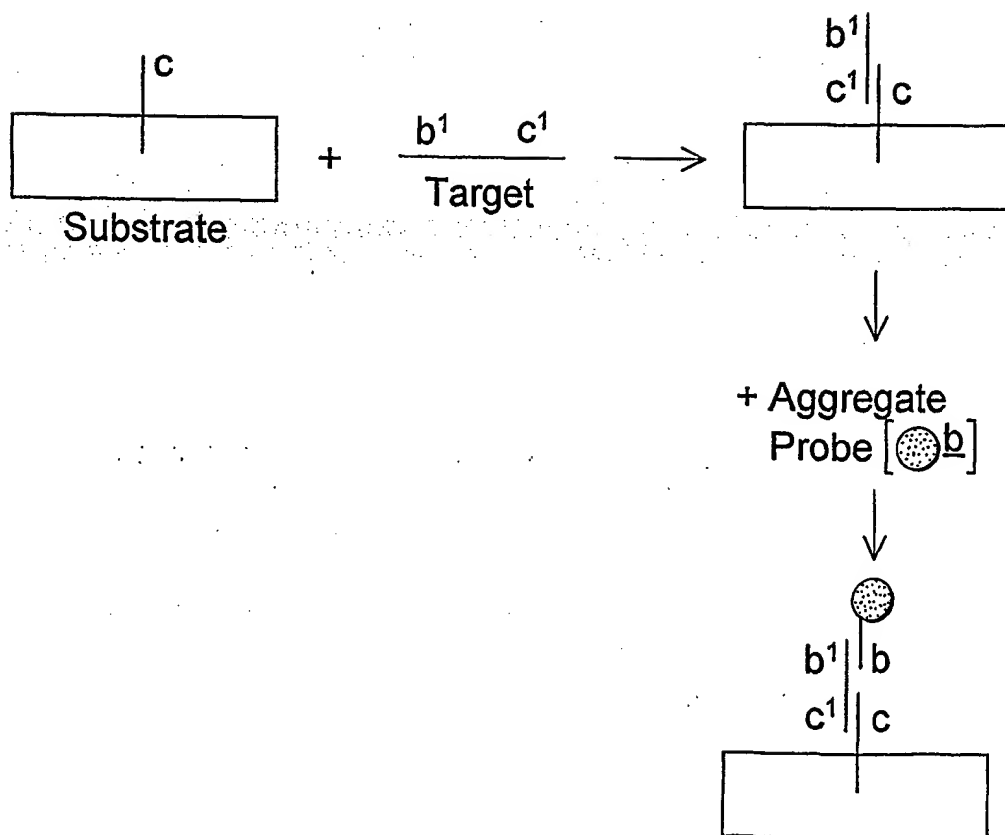 c
Substrate
+
b¹ c¹
Target
b¹
c¹ c
+ Aggregate
Probe [b]
b¹ b
c¹ c